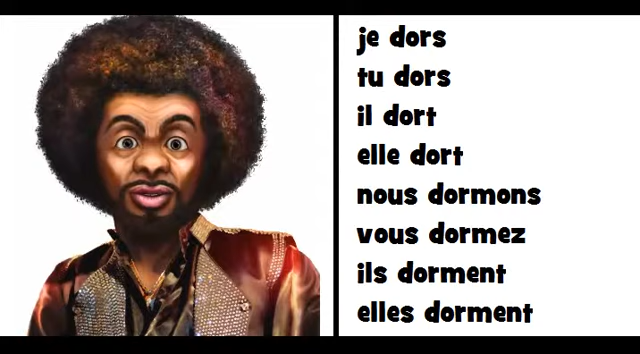 je dors
tu dors
il dort
elle dort
nous dormons
vous dormez
ils dorment
elles dorment